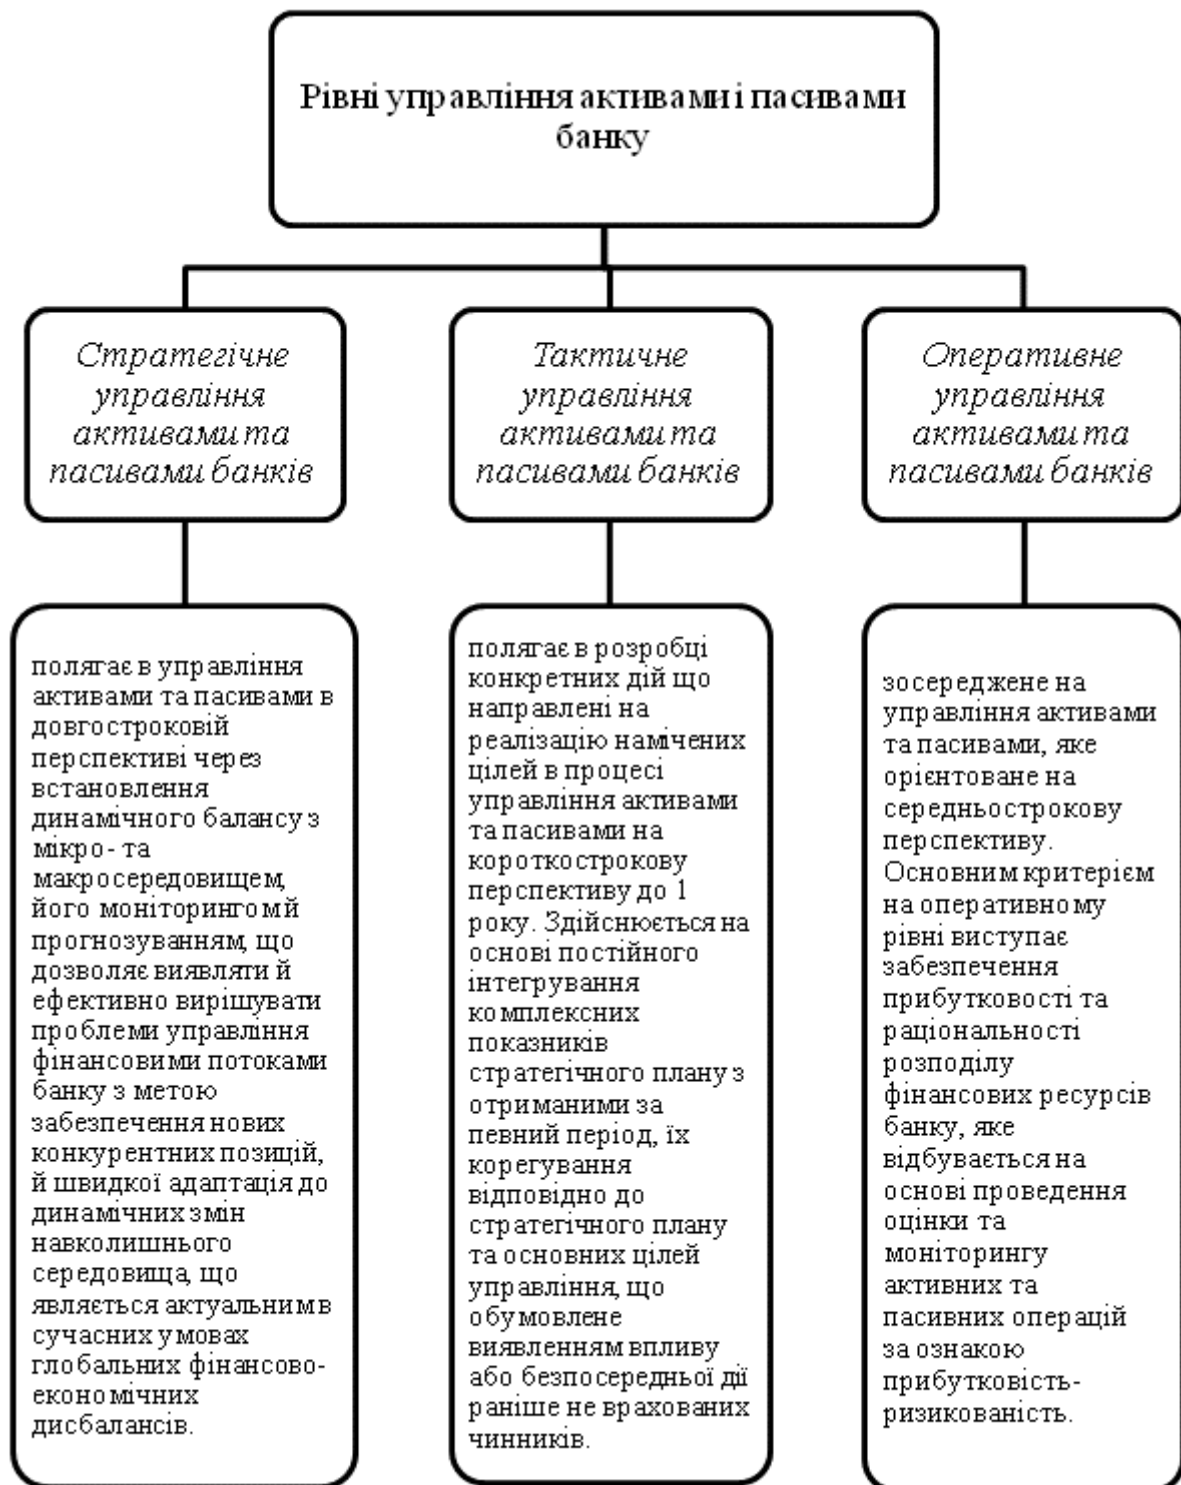 Рівні управління активами і пасивами
банку
Стратегічне
управління
активами та
пасивами банків
Тактичне
управління
активами та
пасивами банків
Оперативне
управління
активами та
пасивами банків
полягає в управління
активами та пасивами в
довгостроковій
перспективі через
встановлення
динамічного балансу з
мікро- та
макросередовищем,
його моніторингом й
прогнозуванням, що
дозволяє виявляти й
ефективно вирішувати
проблеми управління
фінансовими потоками
банку з метою
забезпечення нових
конкурентних позицій,
й швидкої адаптація до
динамічних змін
навколишнього
середовища, що
являється актуальним в
сучасних умовах
глобальних фінансово-
економічних
дисбалансів.
полягає в розробці
конкретних дій що
направлені на
реалізацію намічених
цілей в процесі
управління активами
та пасивами на
короткострокову
перспективу до 1
року. Здійснюється на
основі постійного
інтегрування
комплексних
показників
стратегічного плану з
отриманими за
певний період, їх
корегування
відповідно до
стратегічного плану
та основних цілей
управління, що
обумовлене
виявленням впливу
або безпосередньої дії
раніше не врахованих
чинників.
зосереджене на
управління активами
та пасивами, яке
орієнтоване на
середньострокову
перспективу.
Основним критерієм
на оперативному
рівні виступає
забезпечення
прибутковості та
раціональності
розподілу
фінансових ресурсів
банку, яке
відбувається на
основі проведення
оцінки та
моніторингу
активних та
пасивних операцій
за ознакою
прибутковість-
ризикованість.